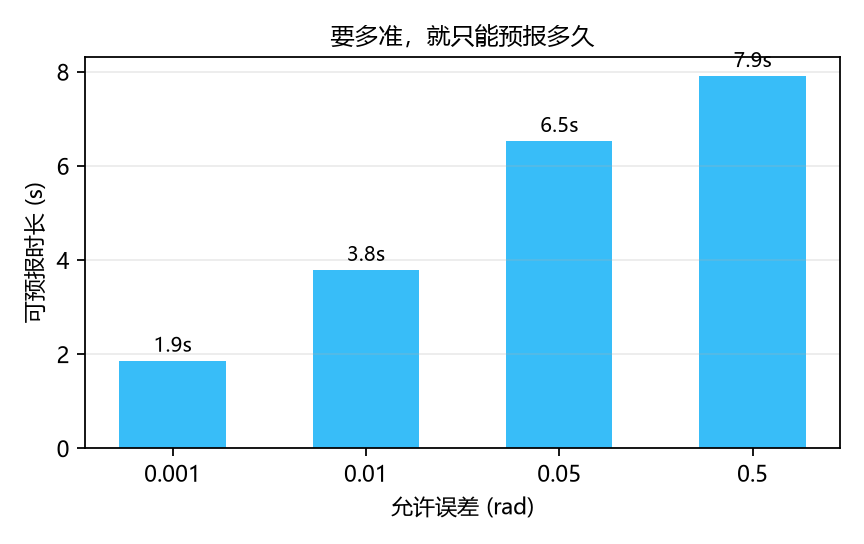 要多准，就只能预报多久
可预报时长 (s)
8
6
4
2
0
1.9s
3.8s
6.5s
7.9s
0.001
0.01
0.05
0.5
允许误差 (rad)